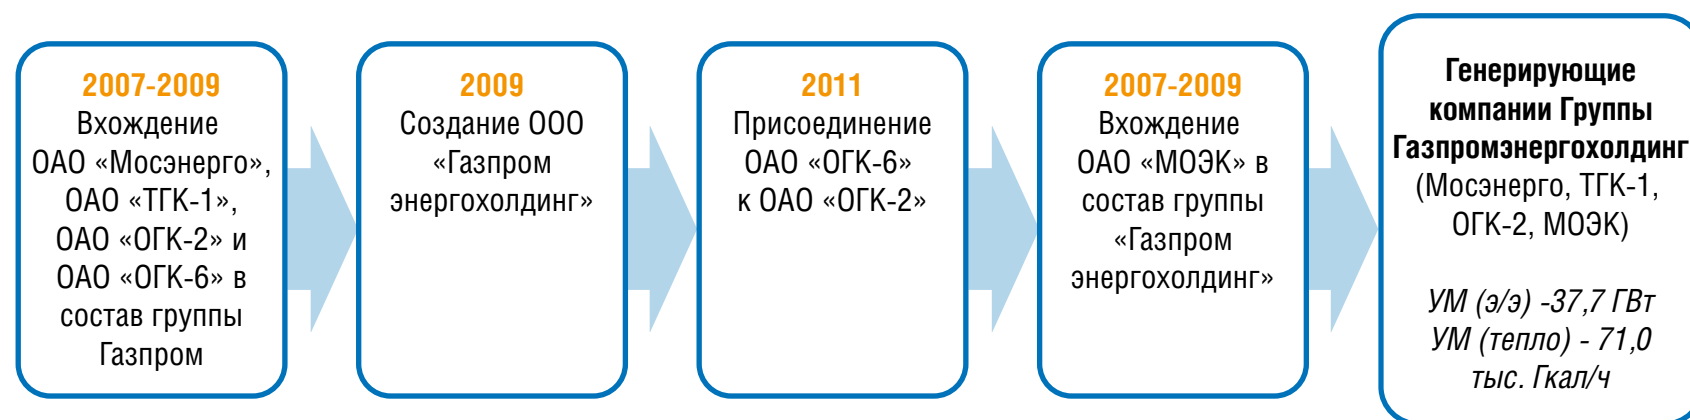 2007-2009
Вхождение
ОАО «Мосэнерго»,
ОАО «ТГК-1»,
ОАО «ОГК-2» и
ОАО «ОГК-6» в
состав группы
Газпром
2009
Создание ООО
«Газпром
энергохолдинг»
2011
Присоединение
ОАО «ОГК-6»
к ОАО «ОГК-2»
2007-2009
Вхождение
ОАО «МОЭК» в
состав группы
«Газпром
энергохолдинг»
Генерирующие
компании Группы
Газпромэнергохолдинг
(Мосэнерго, ТГК-1,
ОГК-2, МОЭК)
УМ (э/э) -37,7 ГВт
УМ (тепло) - 71,0
тыс. Гкал/ч